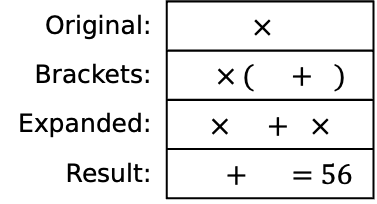 Original: ×
Brackets: × ( + )
Expanded: × + ×
Result: + = 56